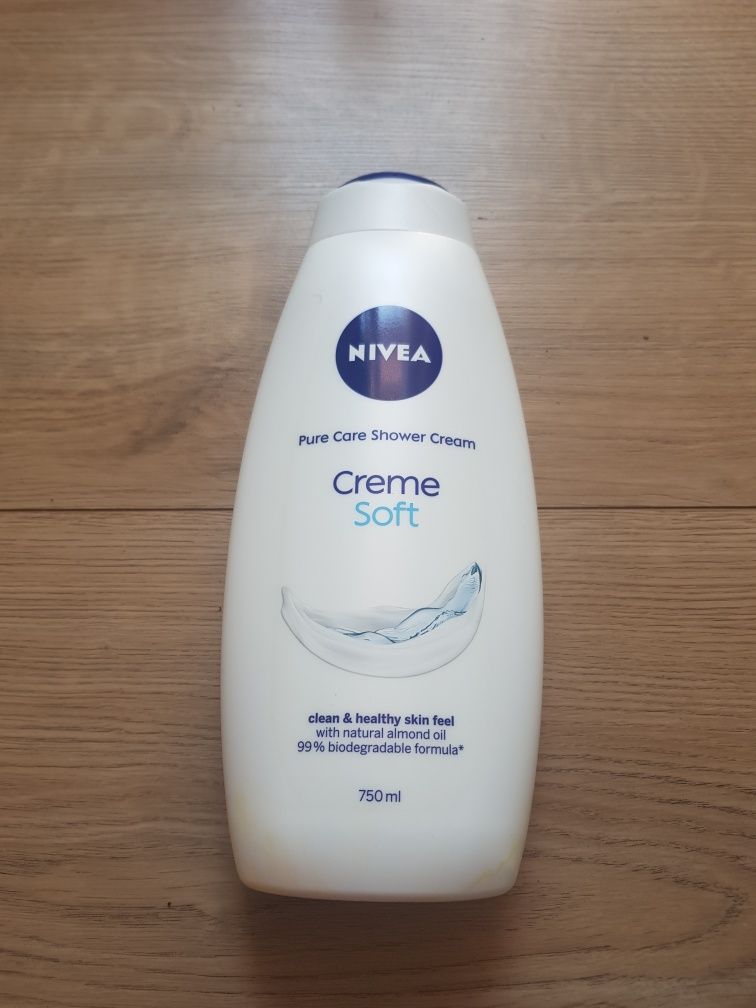 NIVEA
Pure Care Shower Cream
Creme
Soft
clean & healthy skin feel
with natural almond oil
99% biodegradable formula*
750 ml